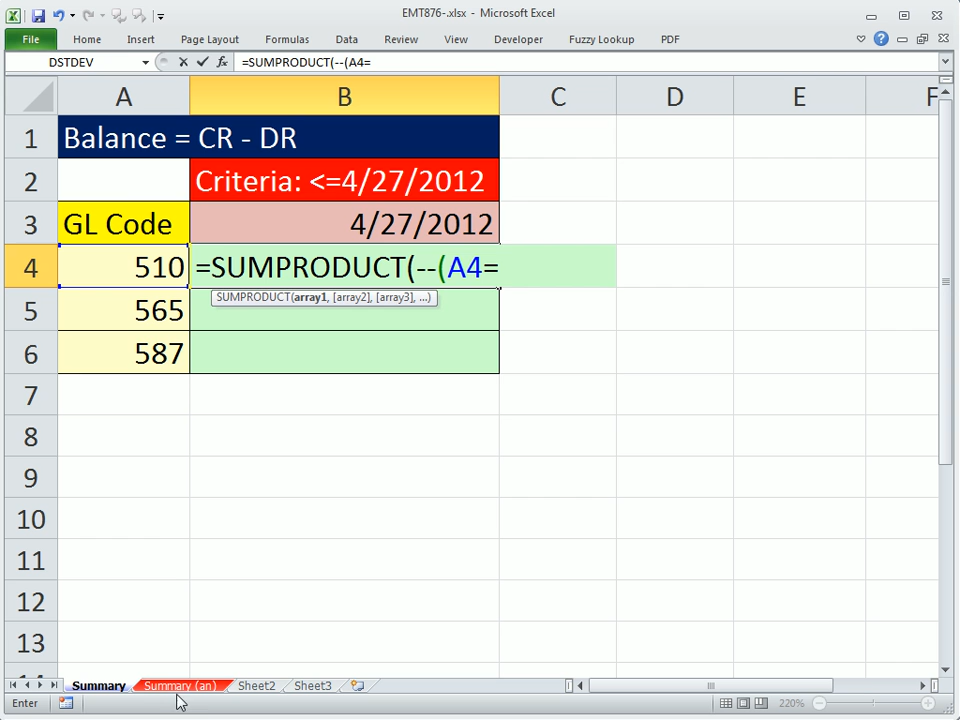 EMT876-.xlsx - Microsoft Excel
File Home Insert Page Layout Formulas Data Review View Developer Fuzzy Lookup PDF
DSTDEV fx =SUMPRODUCT(--(A4=
A B C D E F
1 Balance = CR - DR
2 Criteria: <=4/27/2012
3 GL Code 4/27/2012
4 510 =SUMPRODUCT(--(A4=
SUMPRODUCT(array1, [array2], [array3], ...)
5 565
6 587
7
8
9
10
11
12
13
14
Summary Summary (an) Sheet2 Sheet3
Enter 220%